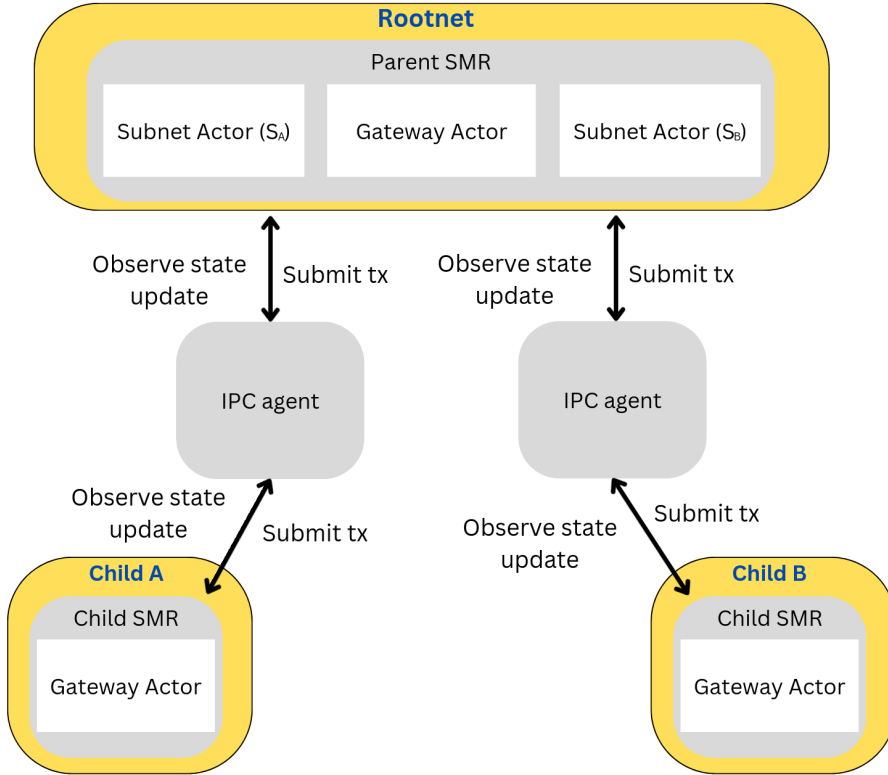 Rootnet
Parent SMR
Subnet Actor (SA)
Gateway Actor
Subnet Actor (SB)
Observe state
update
Submit tx
Observe state
update
Submit tx
IPC agent
IPC agent
Observe state
update
Submit tx
Observe state
update
Submit tx
Child A
Child SMR
Gateway Actor
Child B
Child SMR
Gateway Actor